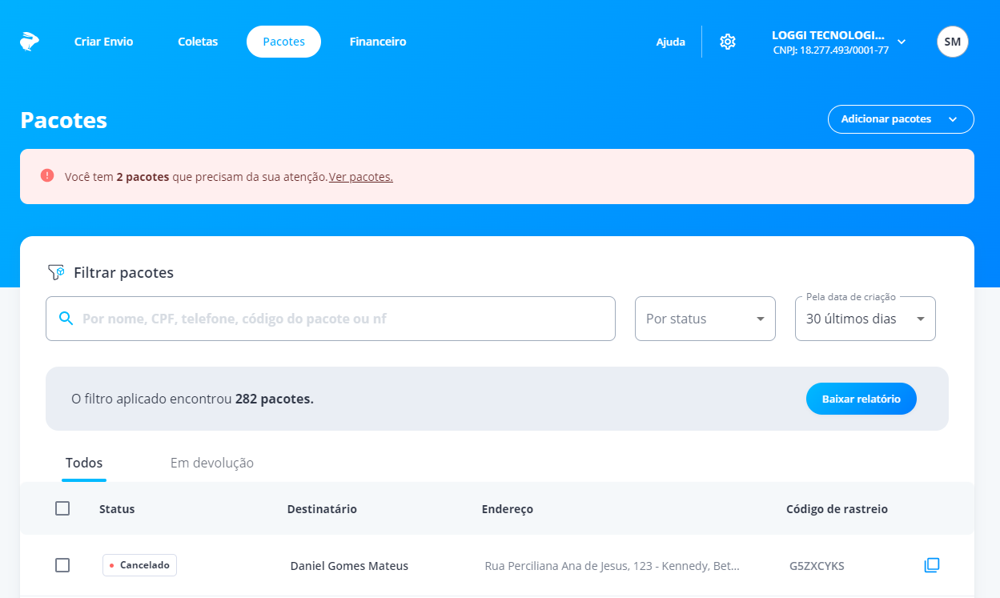 Criar Envio
Coletas
Pacotes
Financeiro
Ajuda
LOGGI TECNOLOGI...
CNPJ: 18.277.493/0001-77
SM
Pacotes
Adicionar pacotes
Você tem 2 pacotes que precisam da sua atenção.Ver pacotes.
Filtrar pacotes
Por nome, CPF, telefone, código do pacote ou nf
Por status
Pela data de criação
30 últimos dias
O filtro aplicado encontrou 282 pacotes.
Baixar relatório
Todos
Em devolução
Status
Destinatário
Endereço
Código de rastreio
Cancelado
Daniel Gomes Mateus
Rua Perciliana Ana de Jesus, 123 - Kennedy, Bet...
G5ZXCYKS